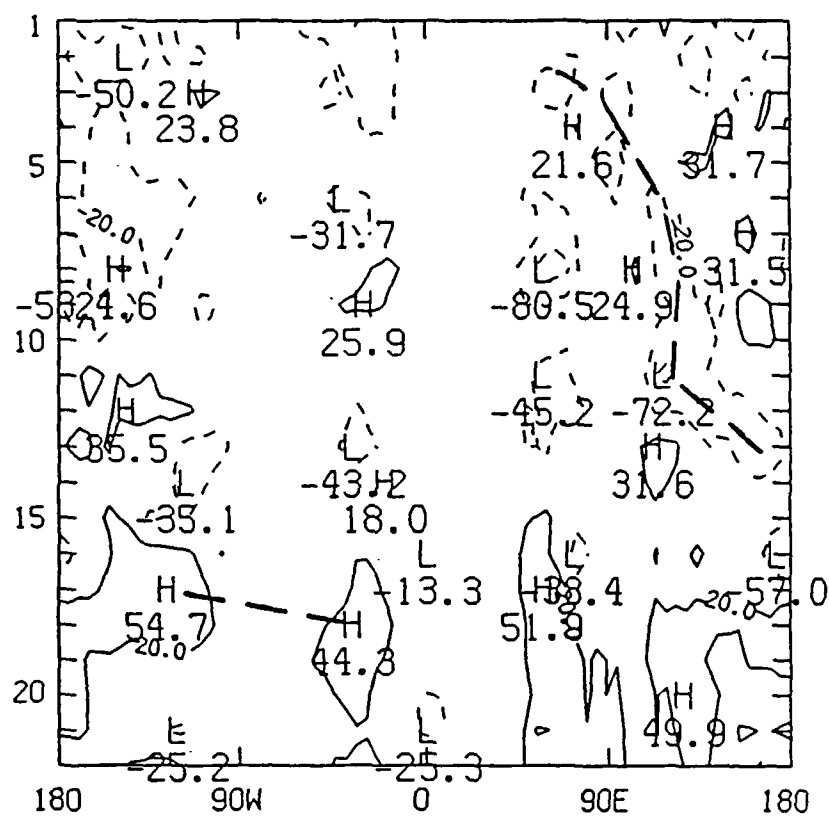 1
L
-50.2 H
23.8 H H
5 21.6 31.7
-20.0 L -20.0
-31.7 H
H L H 31.5
24.6 H -80.5 24.9
10 25.9
L L
H -45.2 -72.2
-35.5 L H
L -43.2 H 31.6
15 -35.1 18.0
L L L
H -13.3 H -57.0
54.7 H 51.8 20.0
-20.0 44.3
20 H
L L 49.9
-25.2 -25.3
180 90W 0 90E 180